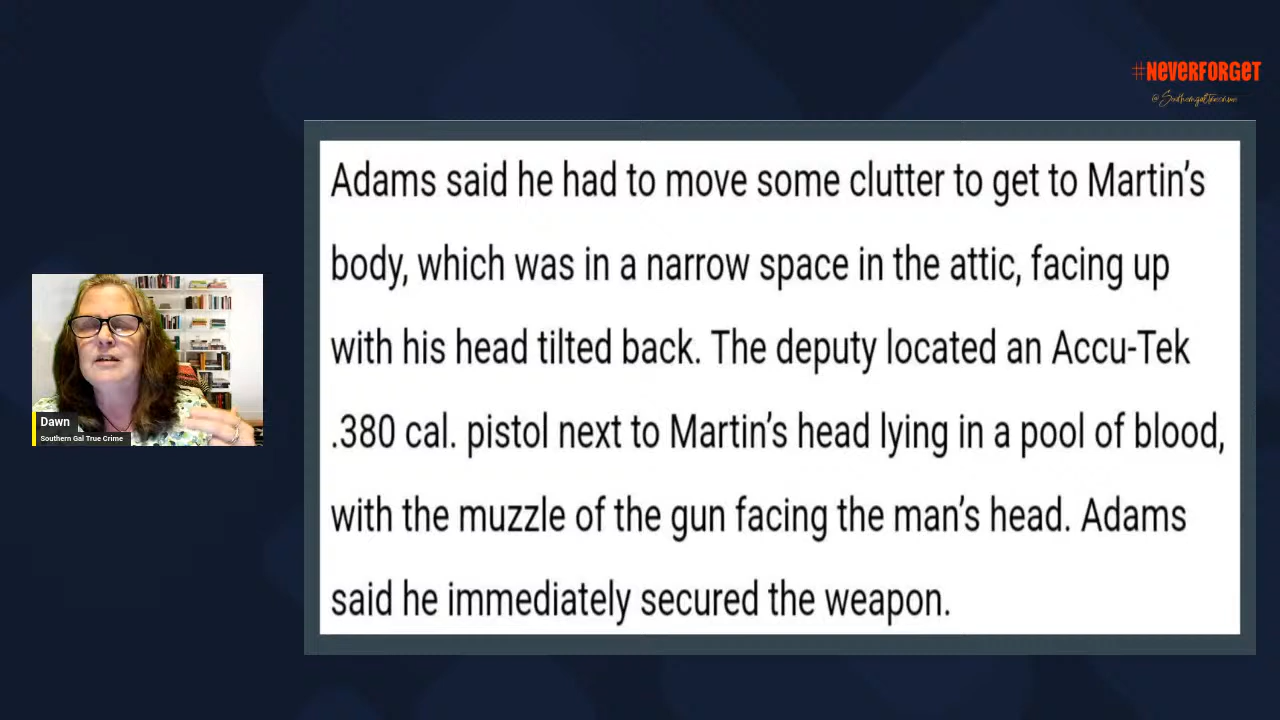 #NEVERFORGET
@Southerngaltruecrime
Adams said he had to move some clutter to get to Martin’s
body, which was in a narrow space in the attic, facing up
with his head tilted back. The deputy located an Accu-Tek
.380 cal. pistol next to Martin’s head lying in a pool of blood,
with the muzzle of the gun facing the man’s head. Adams
said he immediately secured the weapon.
Dawn
Southern Gal True Crime